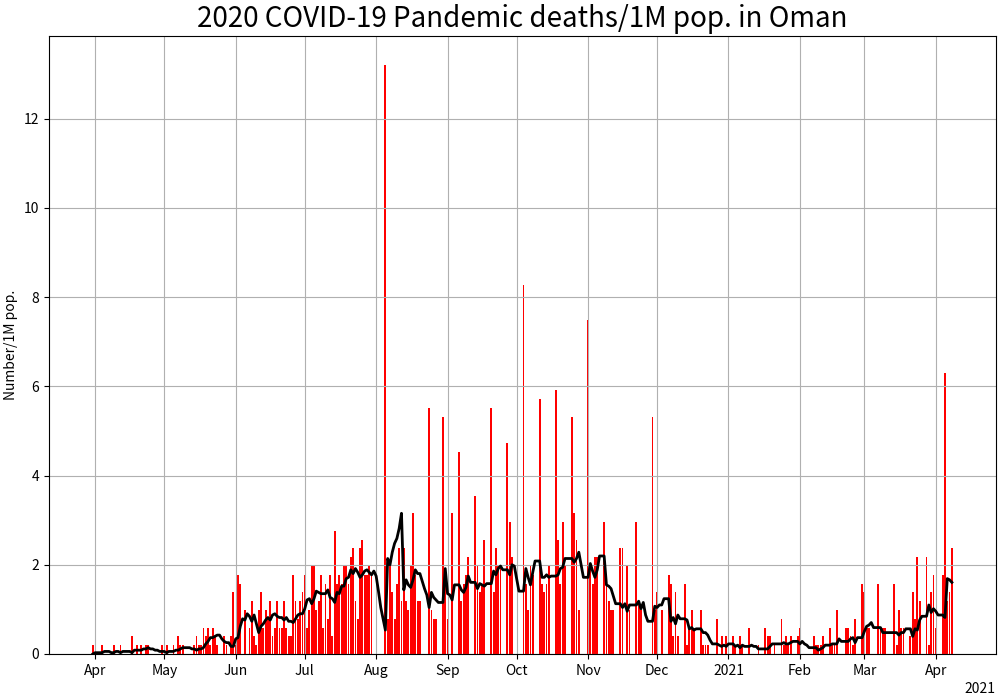 2020 COVID-19 Pandemic deaths/1M pop. in Oman
Number/1M pop.
12
10
8
6
4
2
0
Apr May Jun Jul Aug Sep Oct Nov Dec 2021 Feb Mar Apr
2021